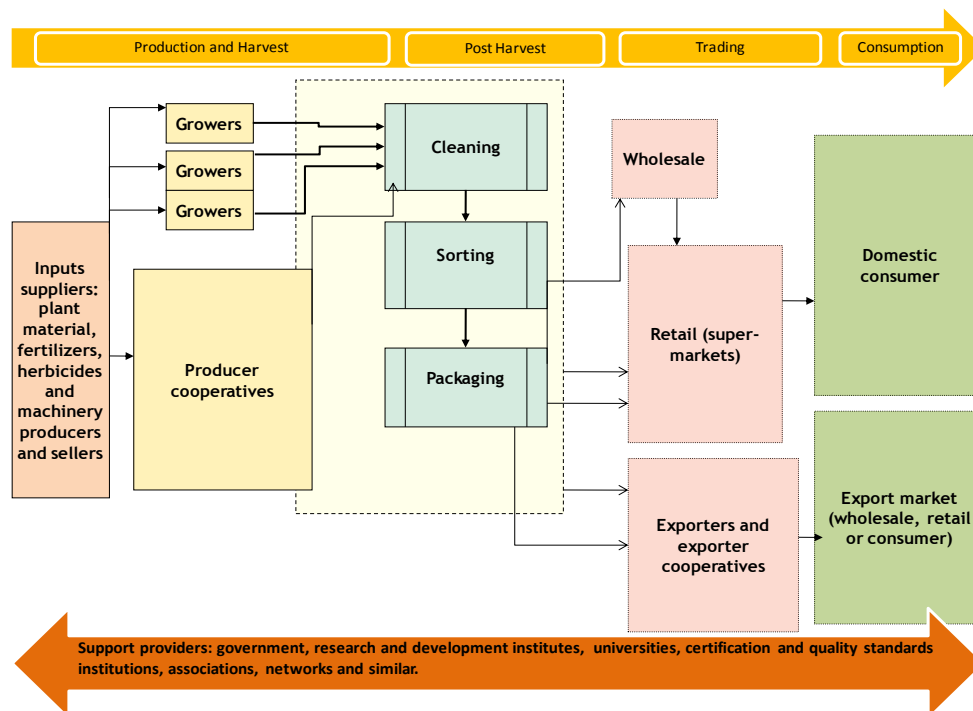 Production and Harvest
Post Harvest
Trading
Consumption
Growers
Growers
Growers
Inputs
suppliers:
plant
material,
fertilizers,
herbicides
and
machinery
producers
and sellers
Producer
cooperatives
Cleaning
Sorting
Packaging
Wholesale
Retail (super-
markets)
Exporters and
exporter
cooperatives
Domestic
consumer
Export market
(wholesale, retail
or consumer)
Support providers: government, research and development institutes, universities, certification and quality standards
institutions, associations, networks and similar.